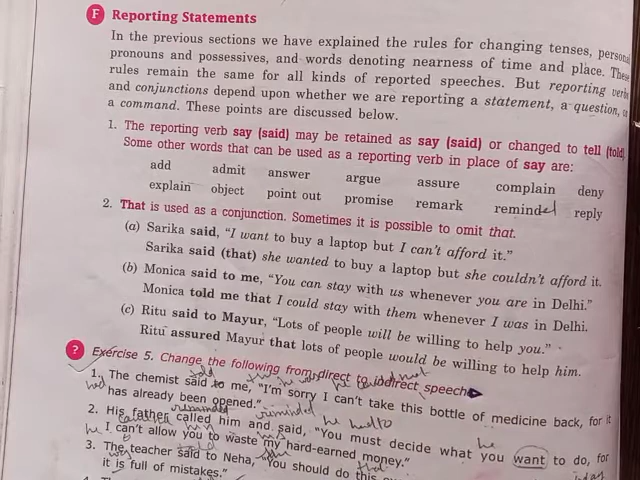 F Reporting Statements
In the previous sections we have explained the rules for changing tenses,
pronouns and possessives, and words denoting nearness of time and place. These
rules remain the same for all kinds of reported speeches. But reporting verbs
and conjunctions depend upon whether we are reporting a statement, a question,
a command. These points are discussed below.
1. The reporting verb say (said) may be retained as say (said) or changed to tell (told)
Some other words that can be used as a reporting verb in place of say are:
add admit answer argue assure complain deny
explain object point out promise remark remind reply
2. That is used as a conjunction. Sometimes it is possible to omit that.
(a) Sarika said, “I want to buy a laptop but I can’t afford it.”
Sarika said (that) she wanted to buy a laptop but she couldn’t afford it.
(b) Monica said to me, “You can stay with us whenever you are in Delhi.”
Monica told me that I could stay with them whenever I was in Delhi.
(c) Ritu said to Mayur, “Lots of people will be willing to help you.”
Ritu assured Mayur that lots of people would be willing to help him.
? Exercise 5. Change the following from direct to indirect speech
told
1. The chemist said to me, “I’m sorry I can’t take this bottle of medicine back, for it
had has already been opened.”
reminded he had to
2. His father called him and said, “You must decide what you want to do, for
he
he I can’t allow you to waste my hard-earned money.”
told that
3. The teacher said to Neha, “You should do this
was
it is full of mistakes.”